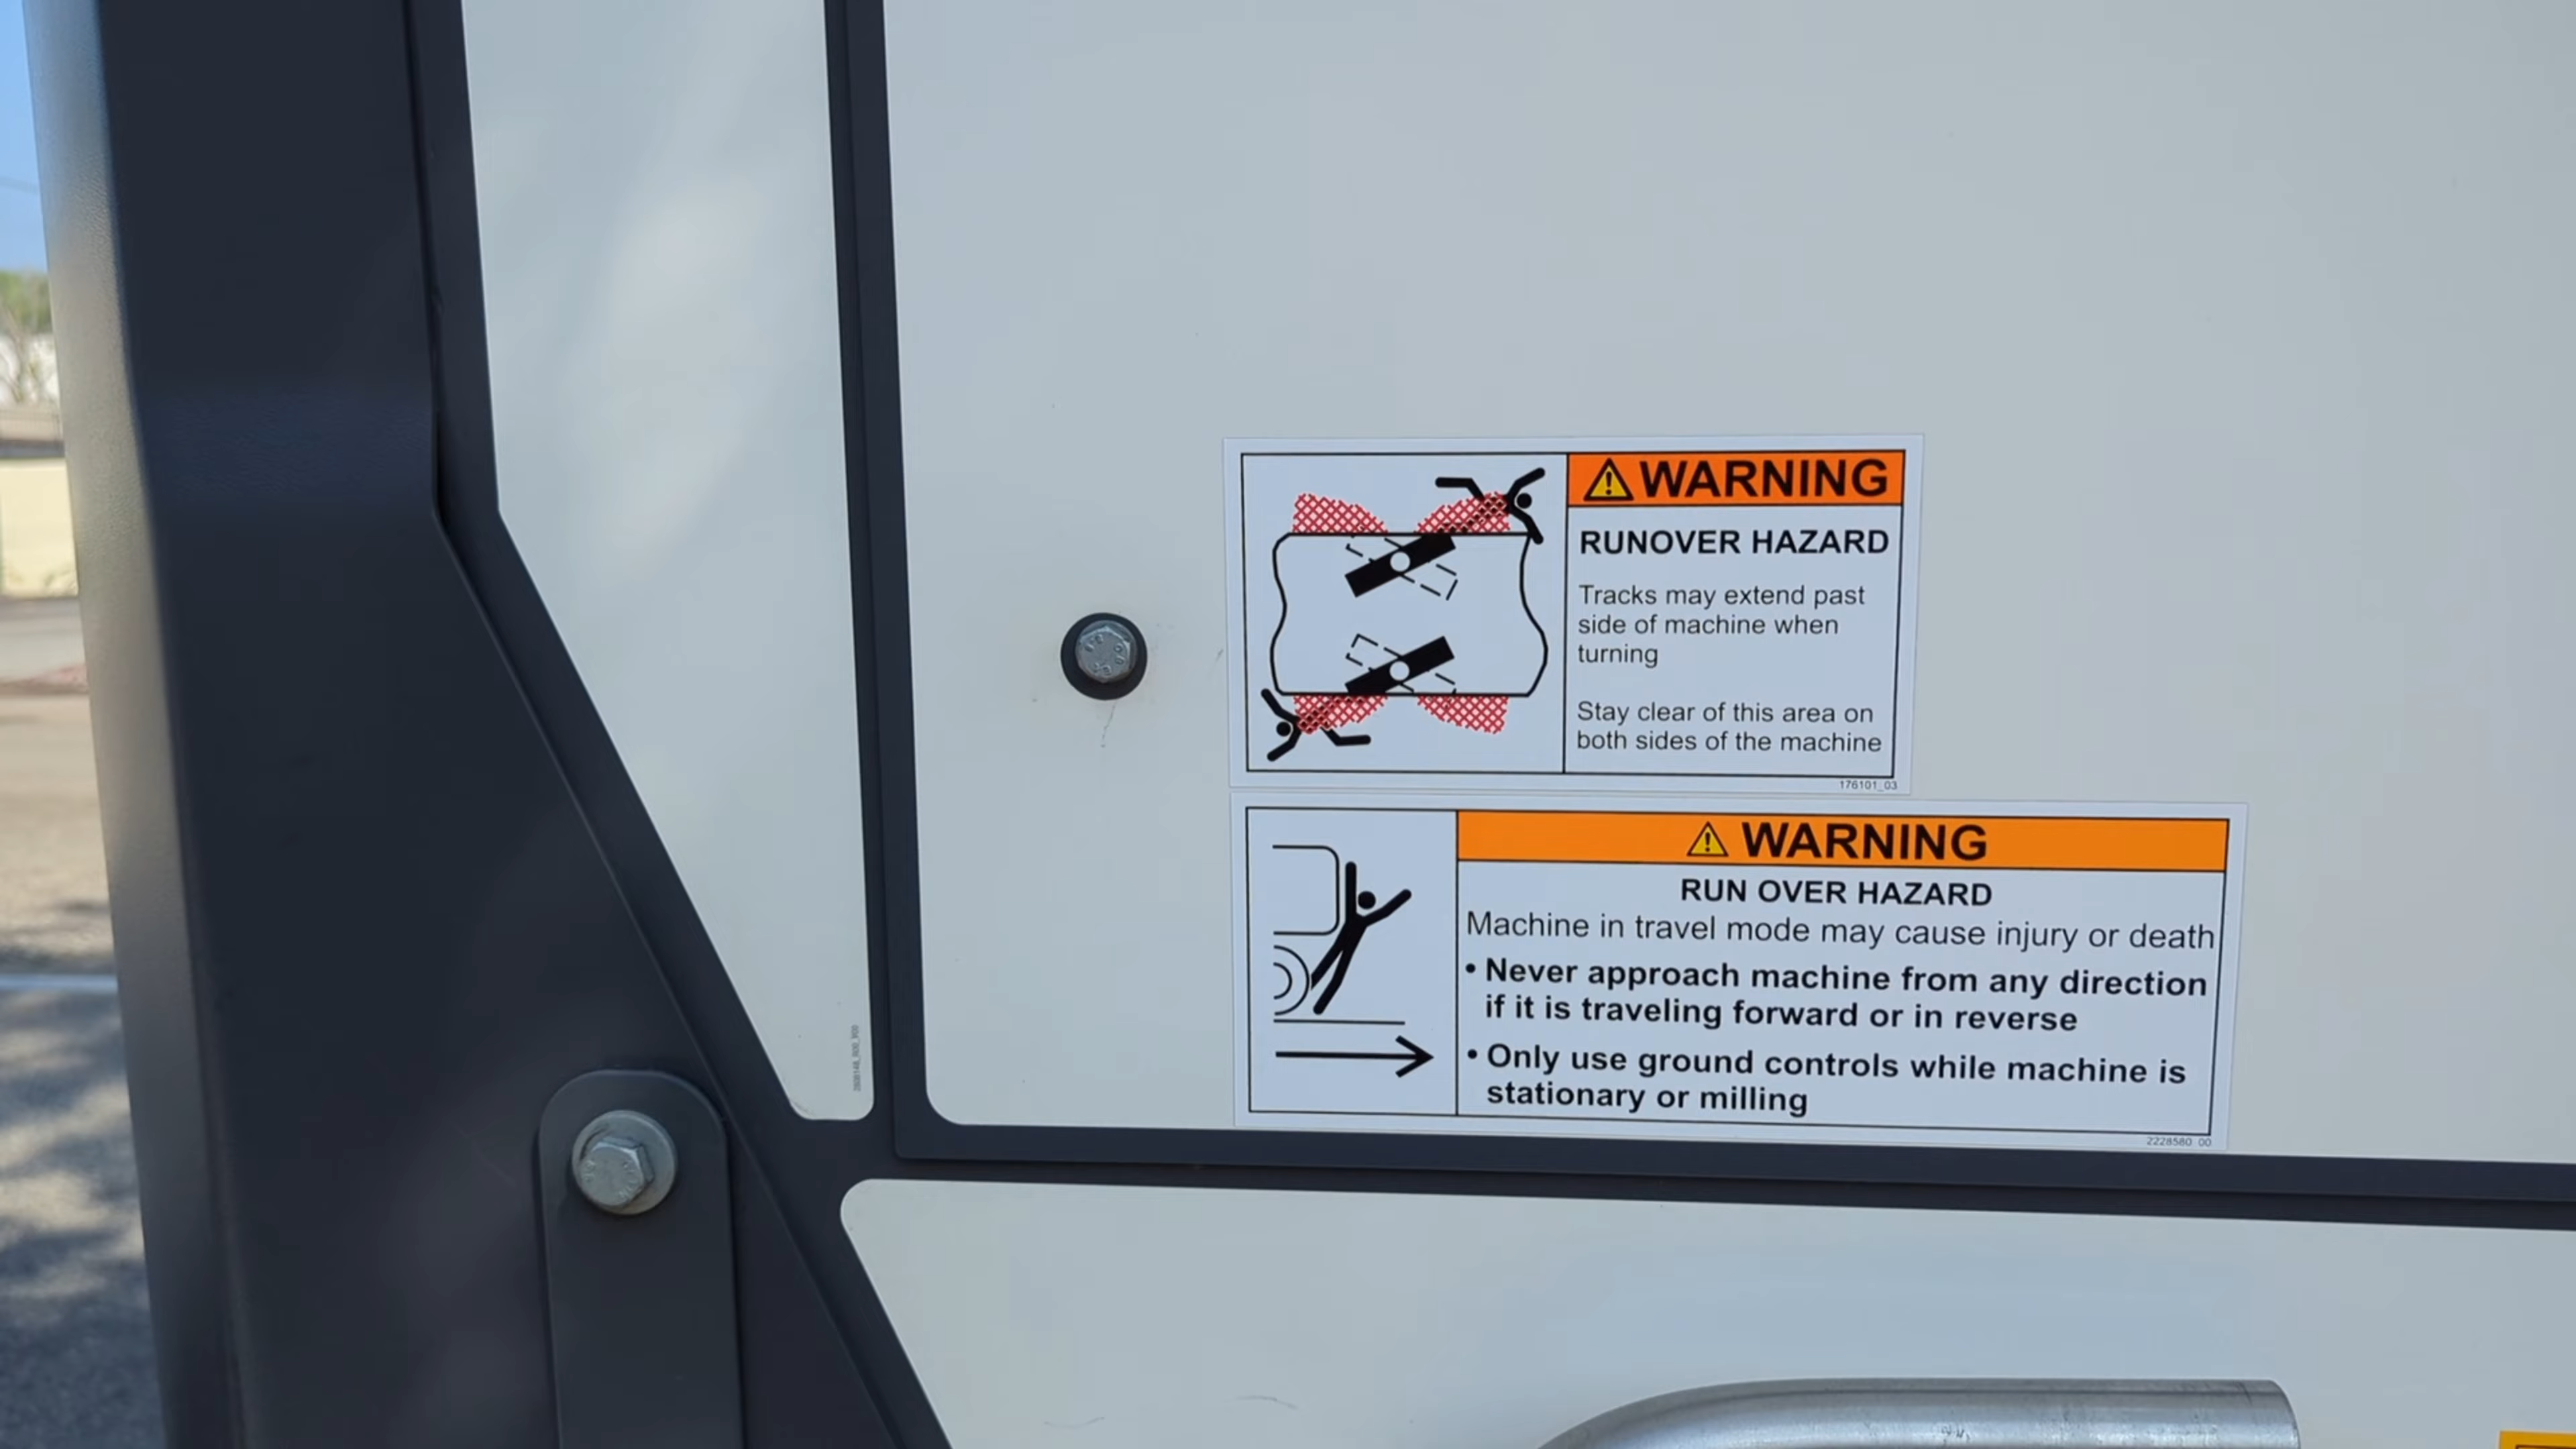 WARNING
RUNOVER HAZARD
Tracks may extend past
side of machine when
turning
Stay clear of this area on
both sides of the machine
176101_03
WARNING
RUN OVER HAZARD
Machine in travel mode may cause injury or death
• Never approach machine from any direction
if it is traveling forward or in reverse
• Only use ground controls while machine is
stationary or milling
2228580 00